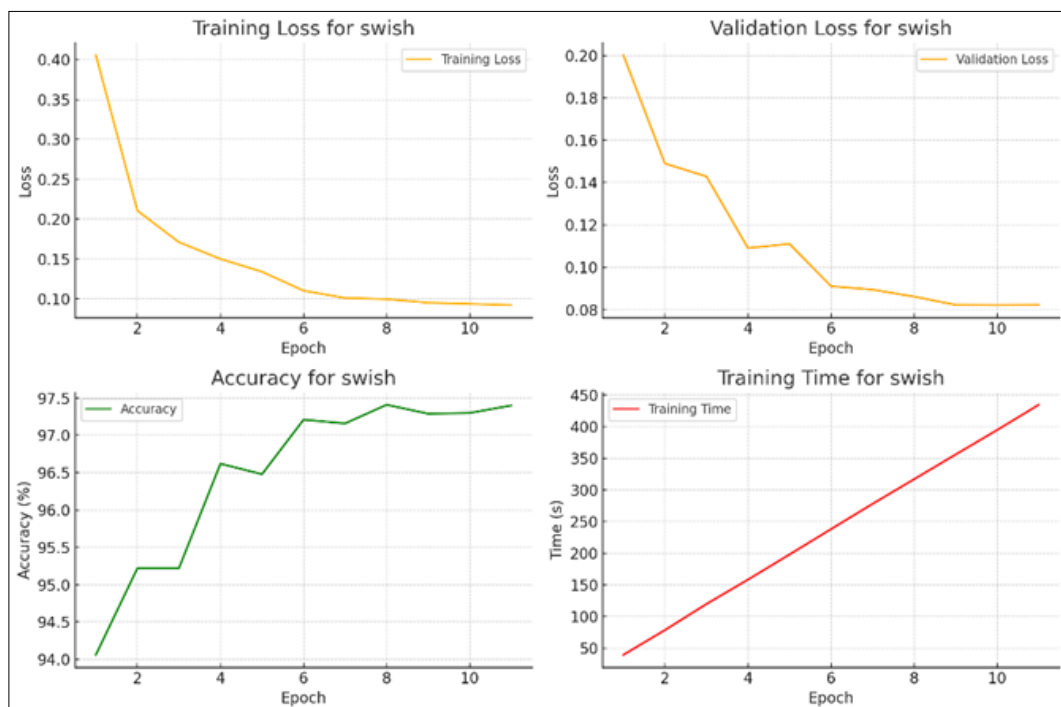 Training Loss for swish
Training Loss
0.40
0.35
0.30
0.25
0.20
0.15
0.10
Loss
2 4 6 8 10
Epoch
Validation Loss for swish
Validation Loss
0.20
0.18
0.16
0.14
0.12
0.10
0.08
Loss
2 4 6 8 10
Epoch
Accuracy for swish
Accuracy
97.5
97.0
96.5
96.0
95.5
95.0
94.5
94.0
Accuracy (%)
2 4 6 8 10
Epoch
Training Time for swish
Training Time
450
400
350
300
250
200
150
100
50
Time (s)
2 4 6 8 10
Epoch